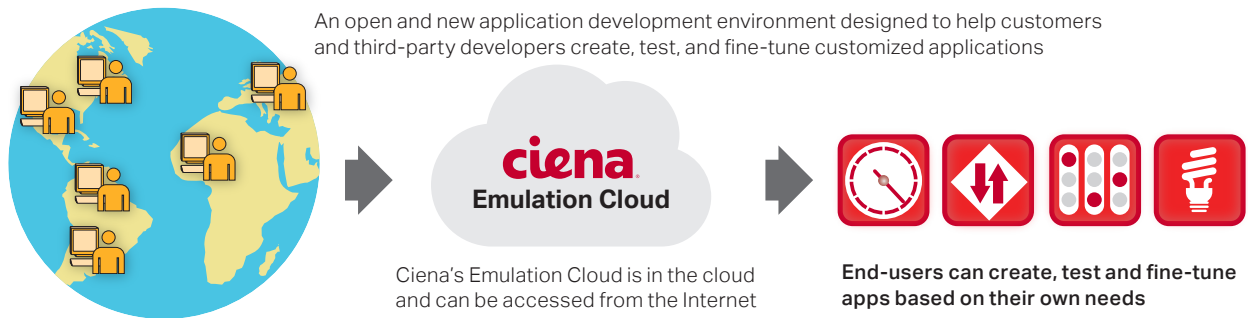 An open and new application development environment designed to help customers
and third-party developers create, test, and fine-tune customized applications
ciena.
Emulation Cloud
Ciena’s Emulation Cloud is in the cloud
and can be accessed from the Internet
End-users can create, test and fine-tune
apps based on their own needs